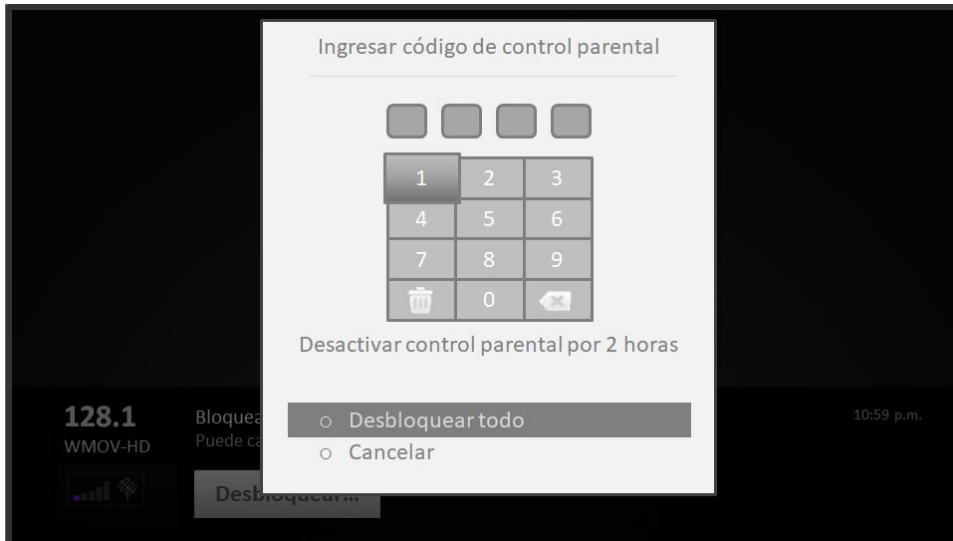 Ingresar código de control parental
1 2 3
4 5 6
7 8 9
0
Desactivar control parental por 2 horas
128.1
WMOV-HD
10:59 p.m.
Puede
Desbloquear todo
Cancelar